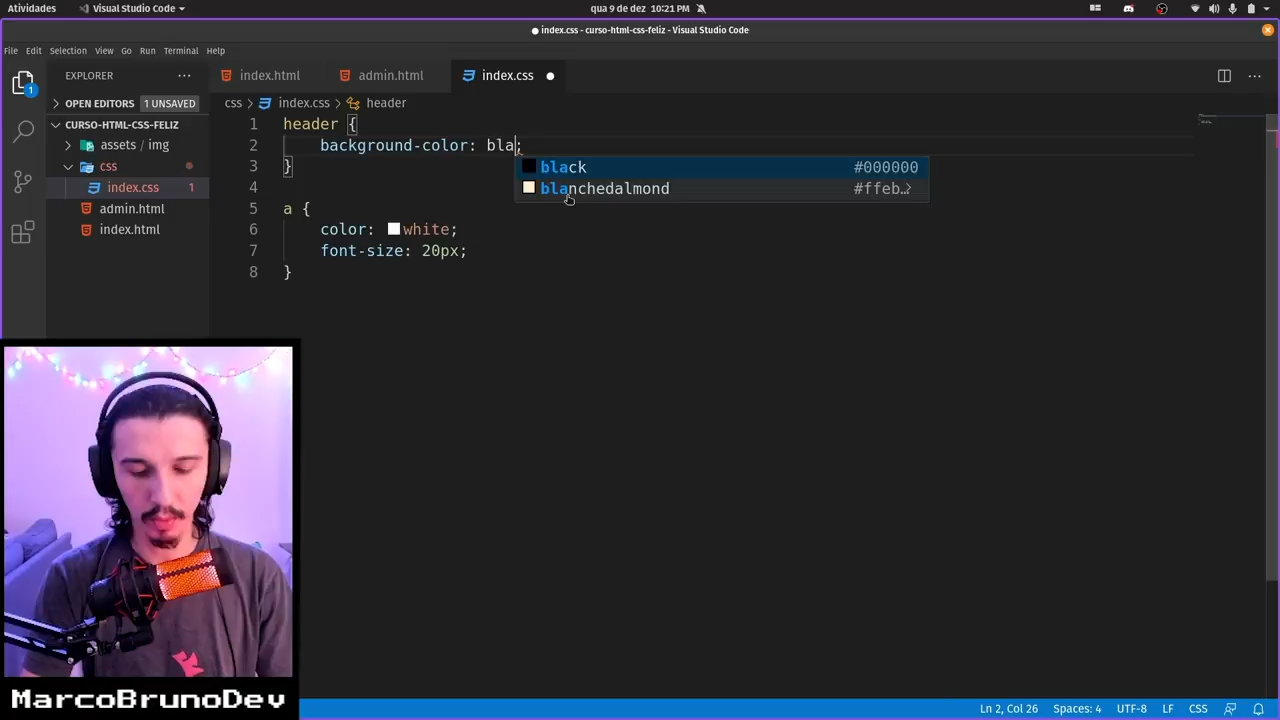 Atividades Visual Studio Code qua 9 de dez 10:21 PM
index.css - curso-html-css-feliz - Visual Studio Code
File Edit Selection View Go Run Terminal Help
EXPLORER ··· index.html admin.html index.css ● ···
OPEN EDITORS 1 UNSAVED css > index.css > header
CURSO-HTML-CSS-FELIZ
assets / img
css
index.css 1
admin.html
index.html
1 header {
2 background-color: bla;
3 }
4
5 a {
6 color: white;
7 font-size: 20px;
8 }
black #000000
blanchedalmond #ffeb…
1
MarcoBrunoDev
Ln 2, Col 26 Spaces: 4 UTF-8 LF CSS